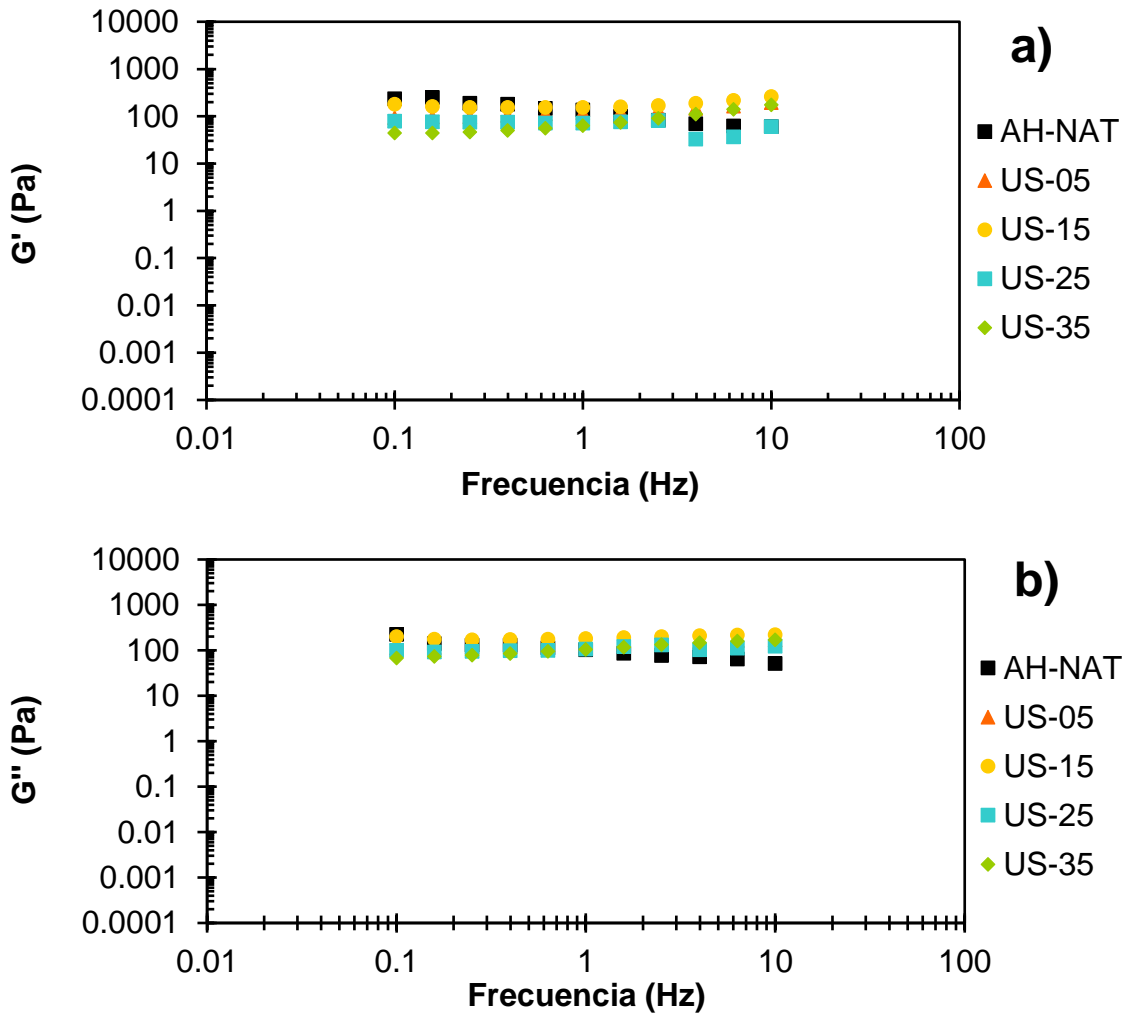 a)
10000
1000
100
10
1
0.1
0.01
0.001
0.0001
G' (Pa)
0.01 0.1 1 10 100
Frecuencia (Hz)
AH-NAT
US-05
US-15
US-25
US-35
b)
10000
1000
100
10
1
0.1
0.01
0.001
0.0001
G'' (Pa)
0.01 0.1 1 10 100
Frecuencia (Hz)
AH-NAT
US-05
US-15
US-25
US-35